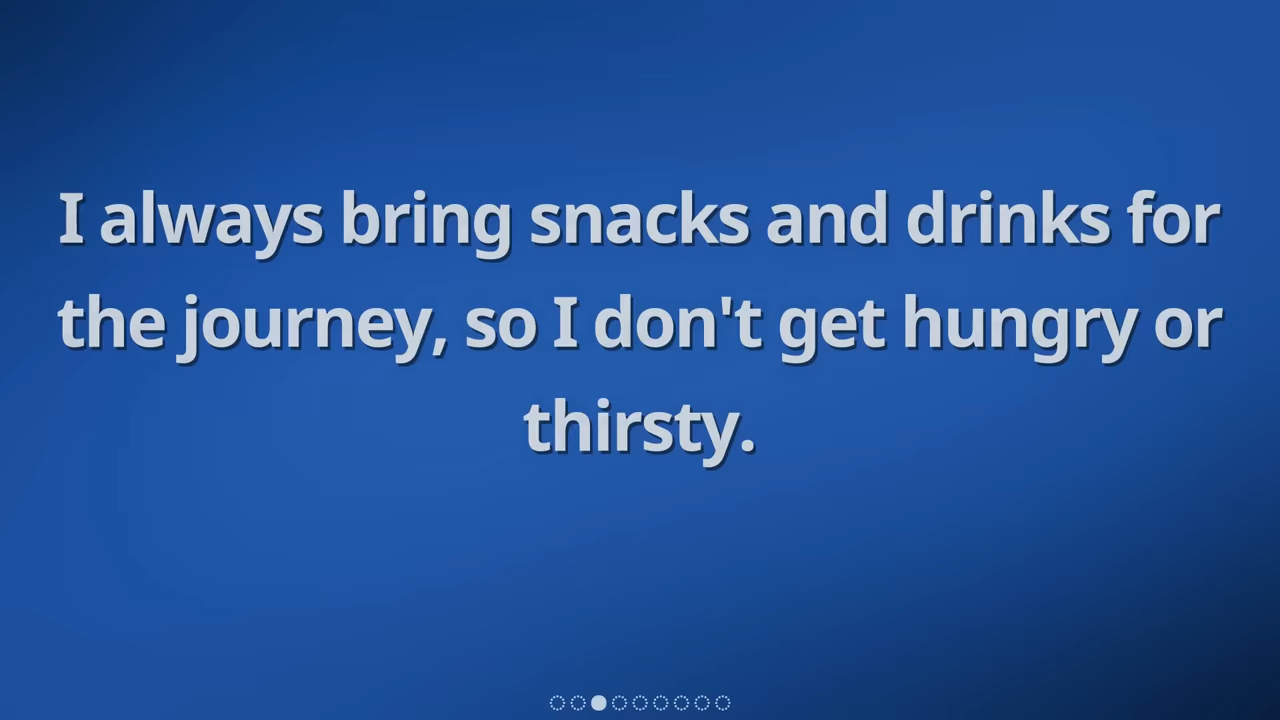 I always bring snacks and drinks for
the journey, so I don't get hungry or
thirsty.